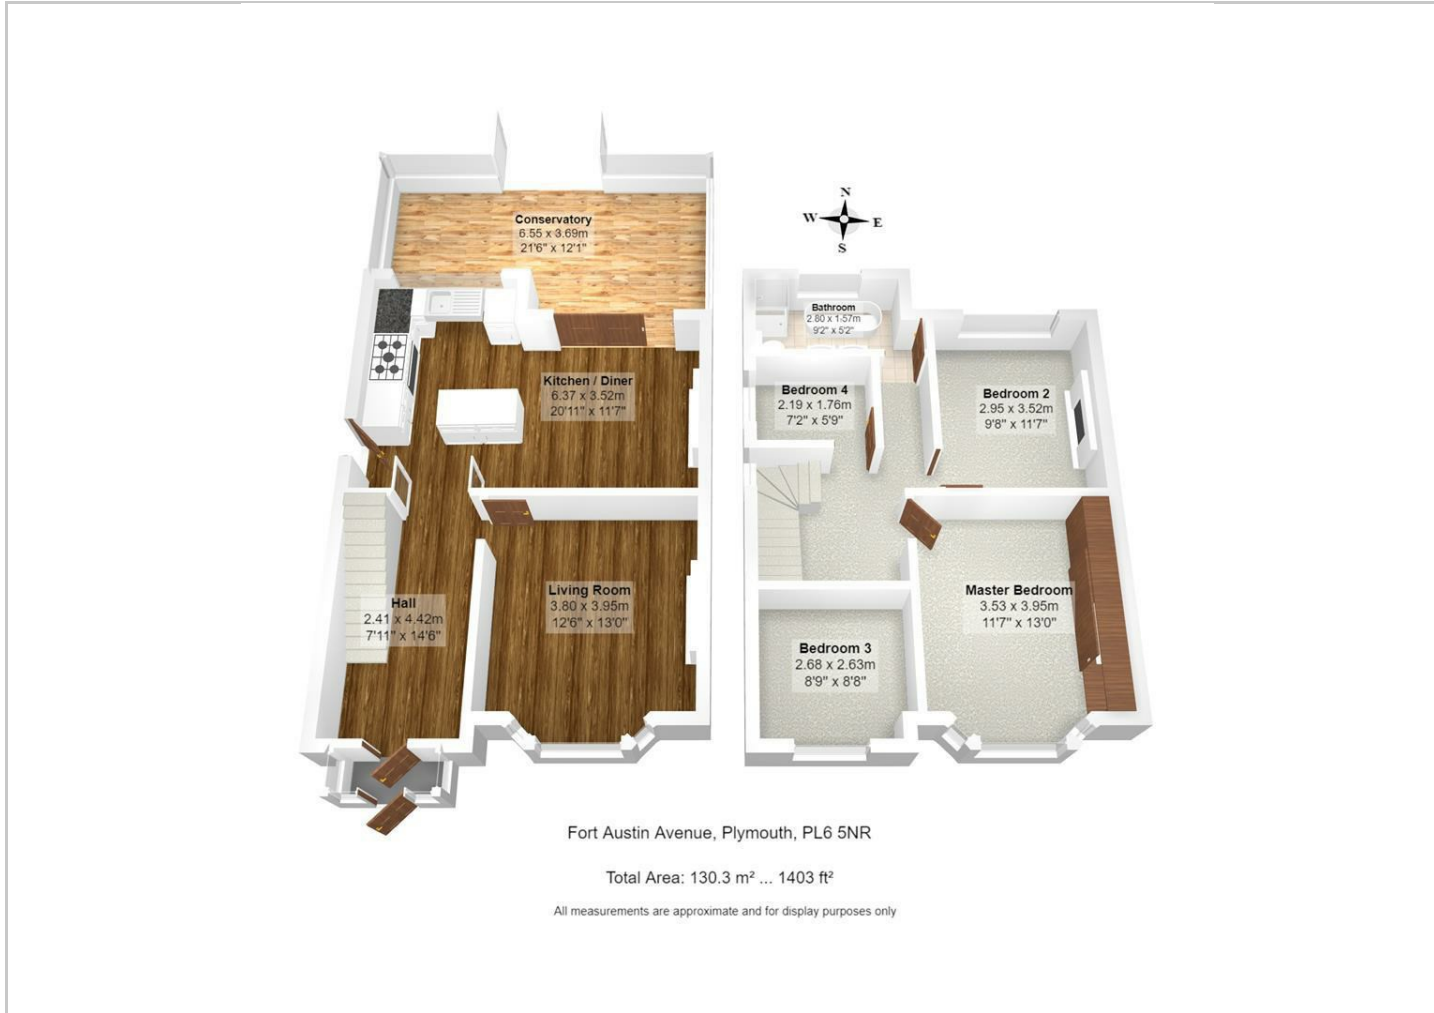 Conservatory
6.55 x 3.69m
21'6" x 12'1"
N
W
E
S
Bathroom
2.80 x 1.57m
9'2" x 5'2"
Kitchen / Diner
6.37 x 3.52m
20'11" x 11'7"
Bedroom 4
2.19 x 1.76m
7'2" x 5'9"
Bedroom 2
2.95 x 3.52m
9'8" x 11'7"
Hall
2.41 x 4.42m
7'11" x 14'6"
Living Room
3.80 x 3.95m
12'6" x 13'0"
Master Bedroom
3.53 x 3.95m
11'7" x 13'0"
Bedroom 3
2.68 x 2.63m
8'9" x 8'8"
Fort Austin Avenue, Plymouth, PL6 5NR
Total Area: 130.3 m² ... 1403 ft²
All measurements are approximate and for display purposes only